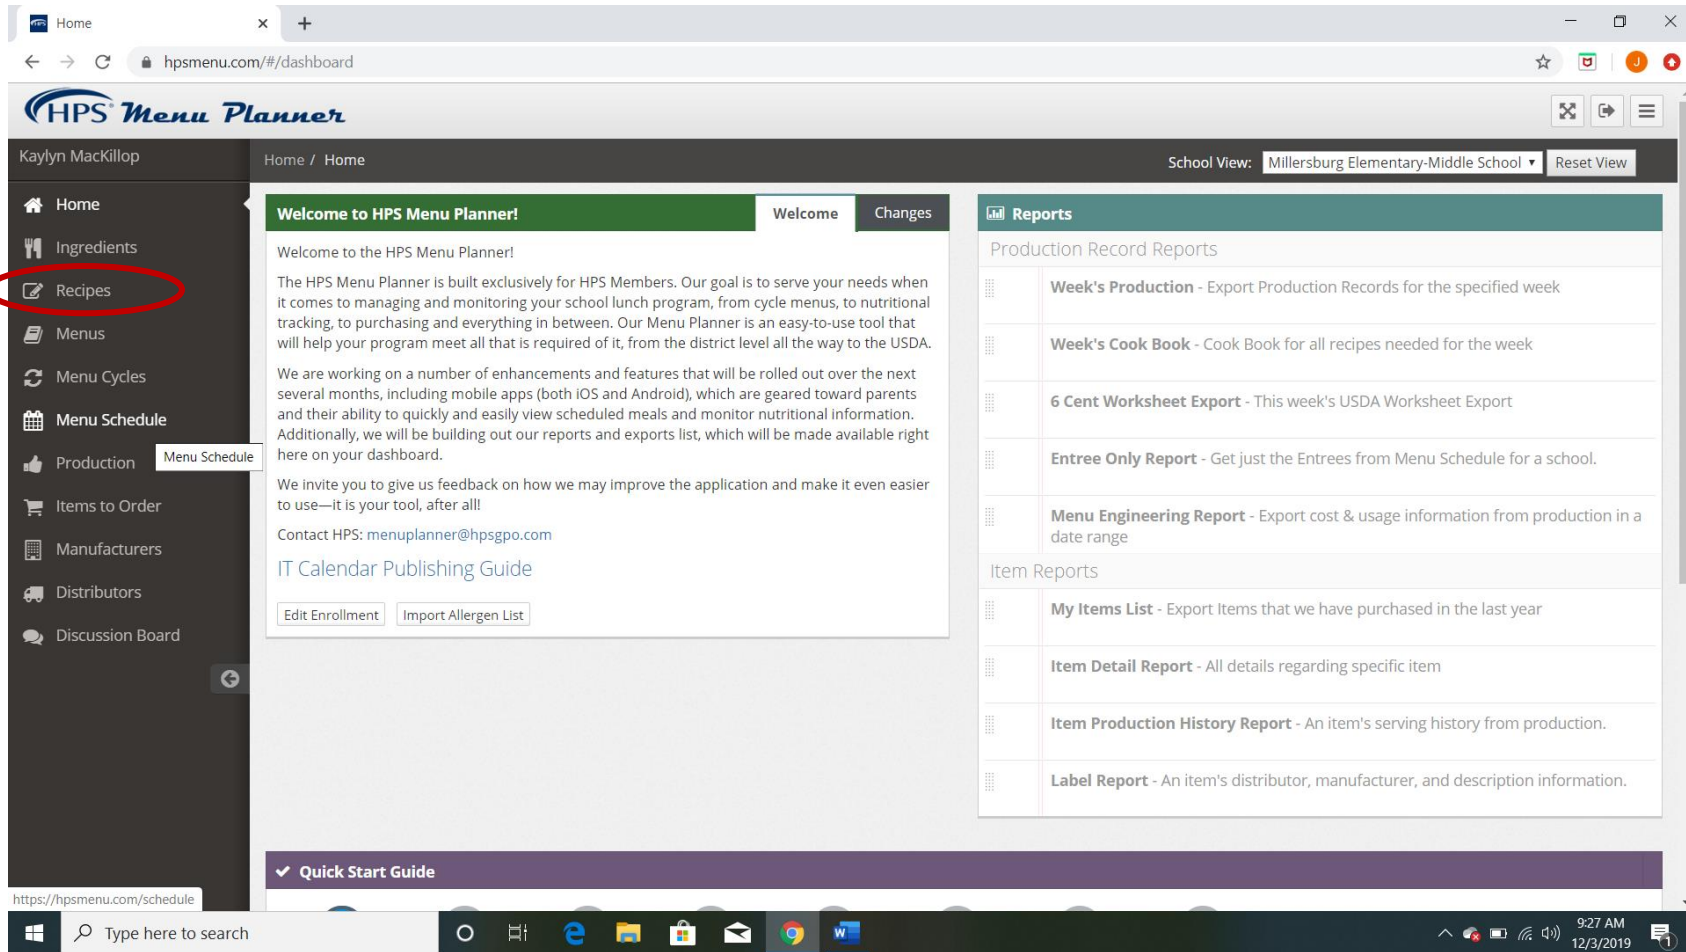 Home
hpsmenu.com/#/dashboard
J
HPS Menu Planner
Kaylyn MacKillop
Home / Home
School View: Millersburg Elementary-Middle School Reset View
Home
Ingredients
Recipes
Menus
Menu Cycles
Menu Schedule
Production
Menu Schedule
Items to Order
Manufacturers
Distributors
Discussion Board
Welcome to HPS Menu Planner! Welcome Changes
Welcome to the HPS Menu Planner!
The HPS Menu Planner is built exclusively for HPS Members. Our goal is to serve your needs when
it comes to managing and monitoring your school lunch program, from cycle menus, to nutritional
tracking, to purchasing and everything in between. Our Menu Planner is an easy-to-use tool that
will help your program meet all that is required of it, from the district level all the way to the USDA.
We are working on a number of enhancements and features that will be rolled out over the next
several months, including mobile apps (both iOS and Android), which are geared toward parents
and their ability to quickly and easily view scheduled meals and monitor nutritional information.
Additionally, we will be building out our reports and exports list, which will be made available right
here on your dashboard.
We invite you to give us feedback on how we may improve the application and make it even easier
to use—it is your tool, after all!
Contact HPS: menuplanner@hpsgpo.com
IT Calendar Publishing Guide
Edit Enrollment Import Allergen List
Reports
Production Record Reports
Week's Production - Export Production Records for the specified week
Week's Cook Book - Cook Book for all recipes needed for the week
6 Cent Worksheet Export - This week's USDA Worksheet Export
Entree Only Report - Get just the Entrees from Menu Schedule for a school.
Menu Engineering Report - Export cost & usage information from production in a
date range
Item Reports
My Items List - Export Items that we have purchased in the last year
Item Detail Report - All details regarding specific item
Item Production History Report - An item's serving history from production.
Label Report - An item's distributor, manufacturer, and description information.
Quick Start Guide
https://hpsmenu.com/schedule
Type here to search
9:27 AM
12/3/2019
1